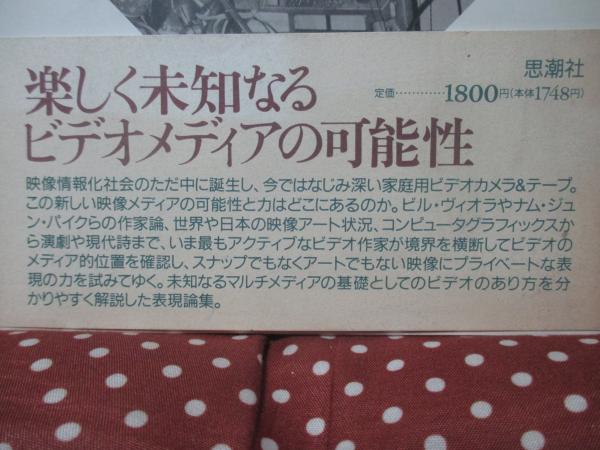 楽しく未知なる
ビデオメディアの可能性
思潮社
定価…………1800円(本体1748円)
映像情報化社会のただ中に誕生し、今ではなじみ深い家庭用ビデオカメラ&テープ。
この新しい映像メディアの可能性と力はどこにあるのか。ビル・ヴィオラやナム・ジュ
ン・パイクらの作家論、世界や日本の映像アート状況、コンピュータグラフィックスか
ら演劇や現代詩まで、いま最もアクティブなビデオ作家が境界を横断してビデオの
メディア的位置を確認し、スナップでもなくアートでもない映像にプライベートな表
現の力を試みてゆく。未知なるマルチメディアの基礎としてのビデオのあり方を分
かりやすく解説した表現論集。